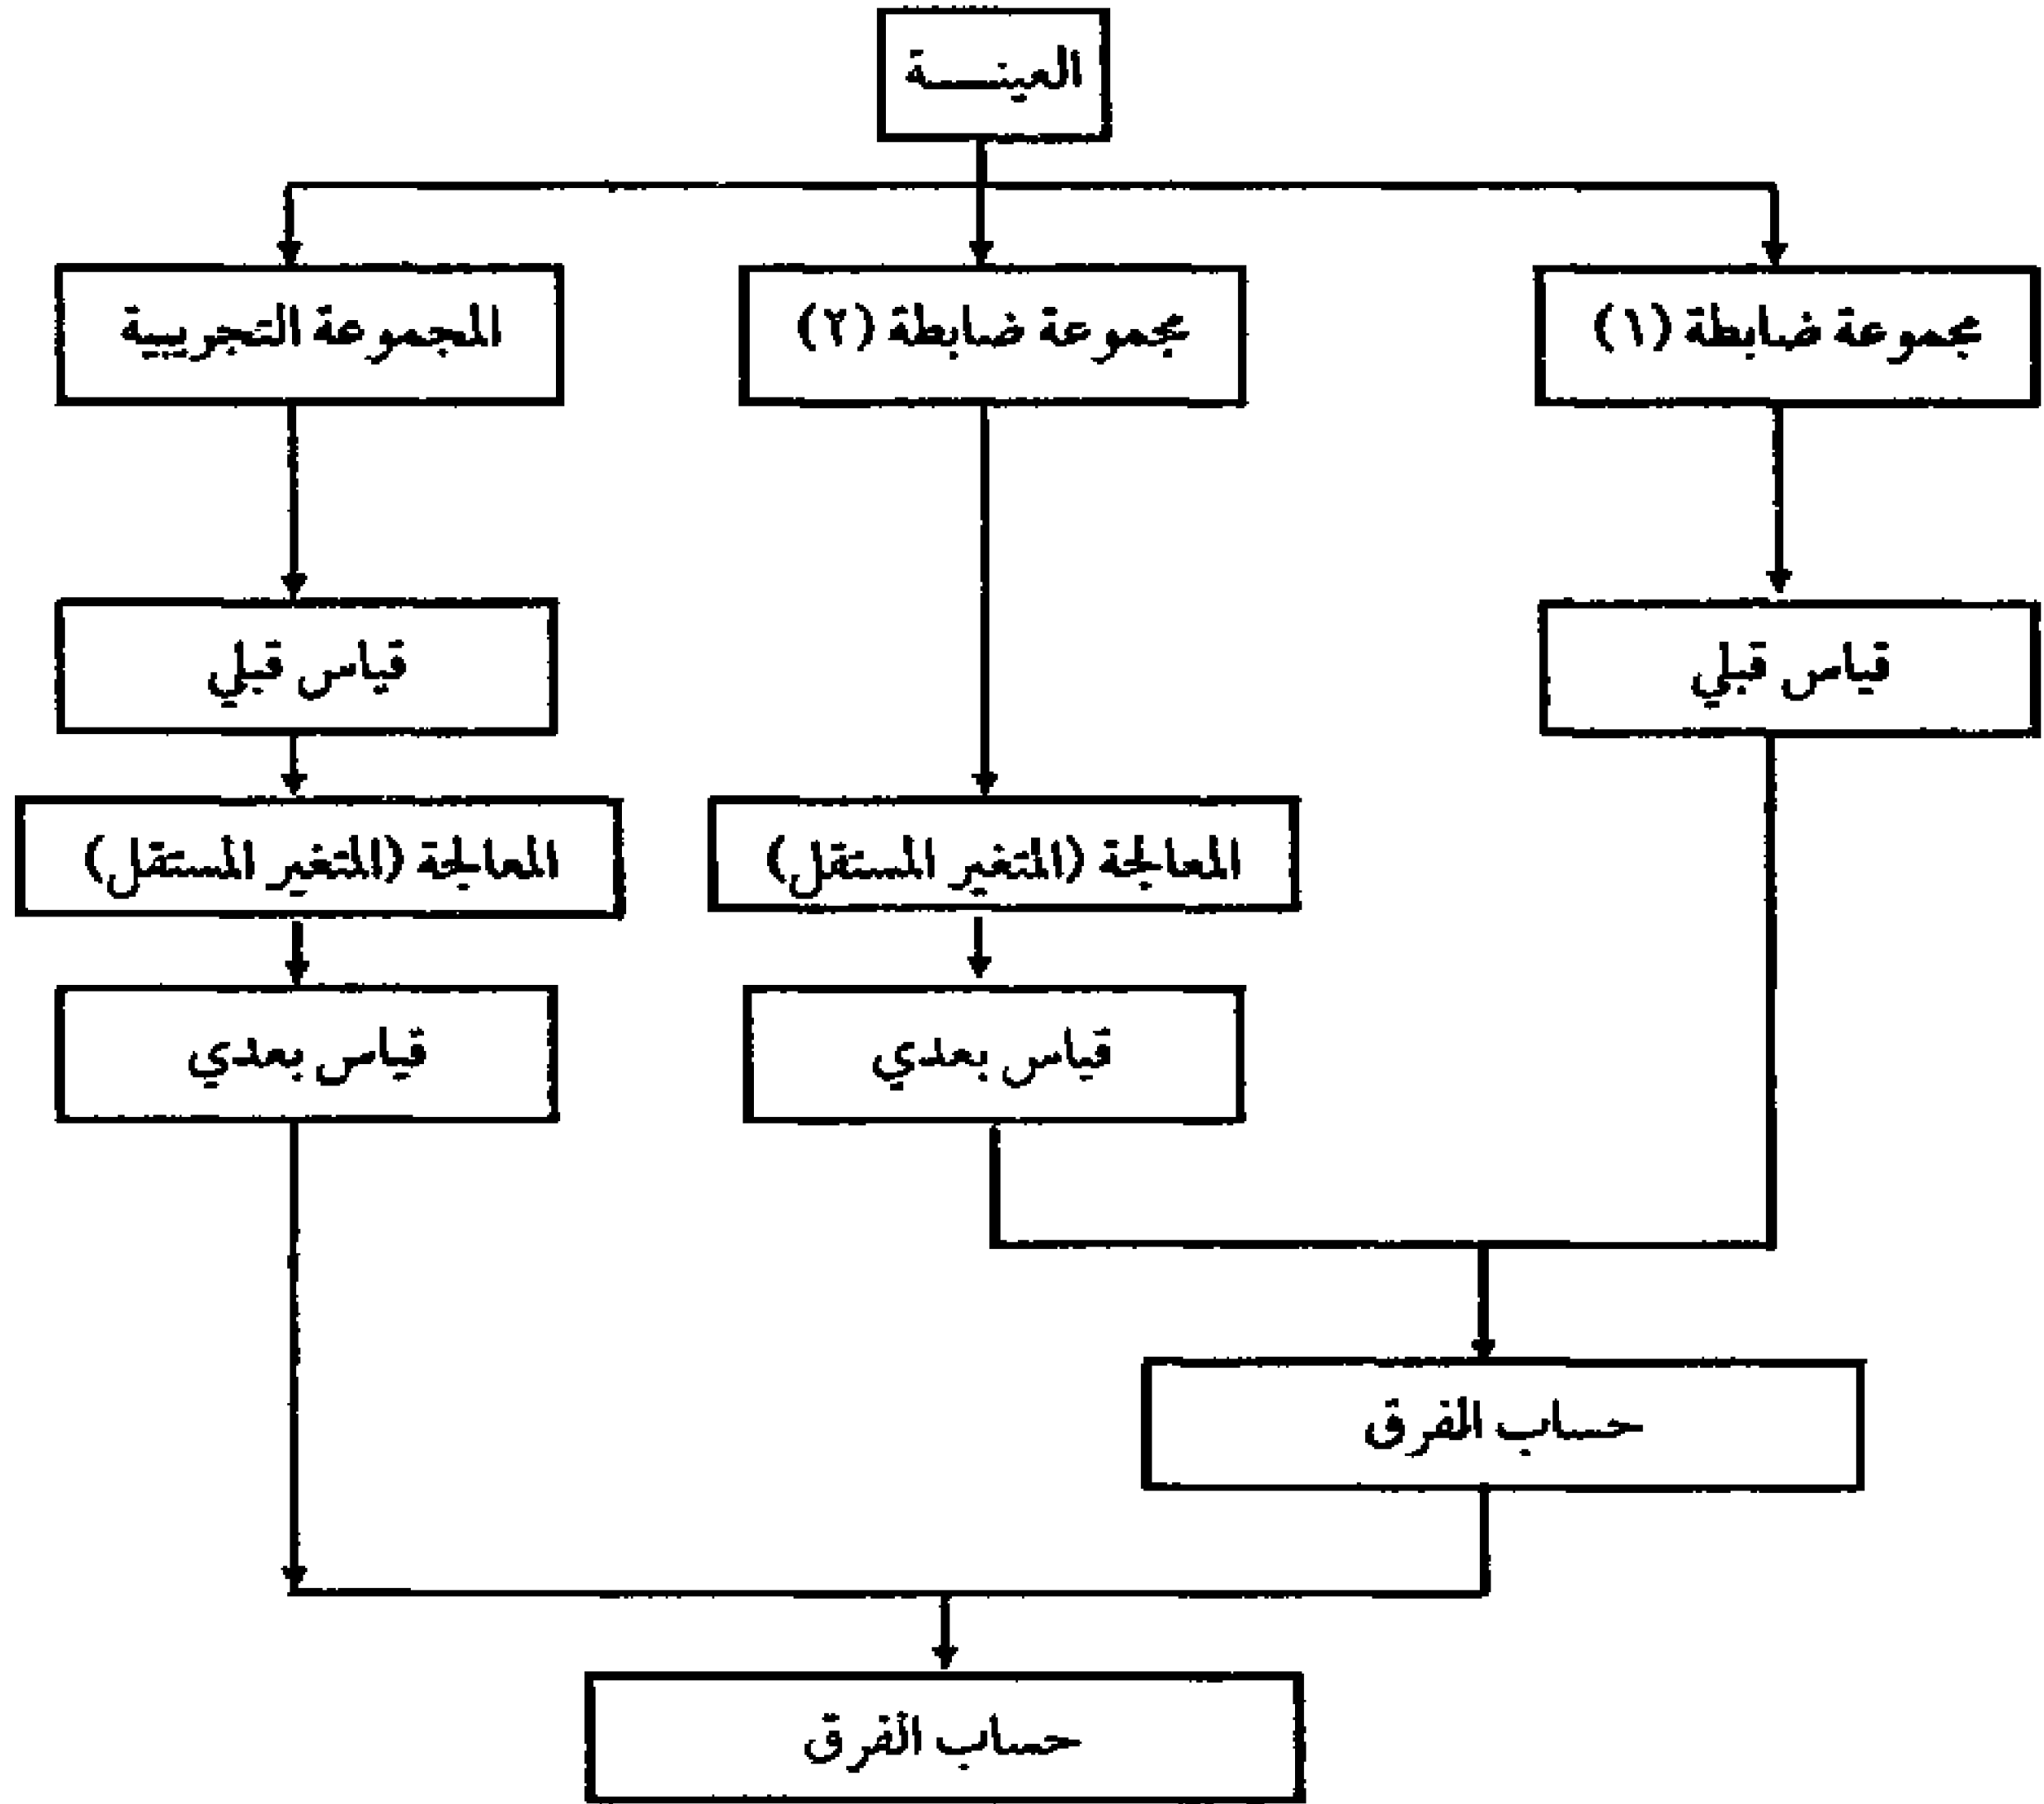 العينـــــة
مجموعة ضابطة (١)
مجموعة ضابطة (٢)
المجموعة التجريبية
قياس قبلي
قياس قبلي
المعالجة (المتغير المستقل)
المعالجة (المتغير المستقل)
قياس بعدي
قياس بعدي
حساب الفرق
حساب الفرق